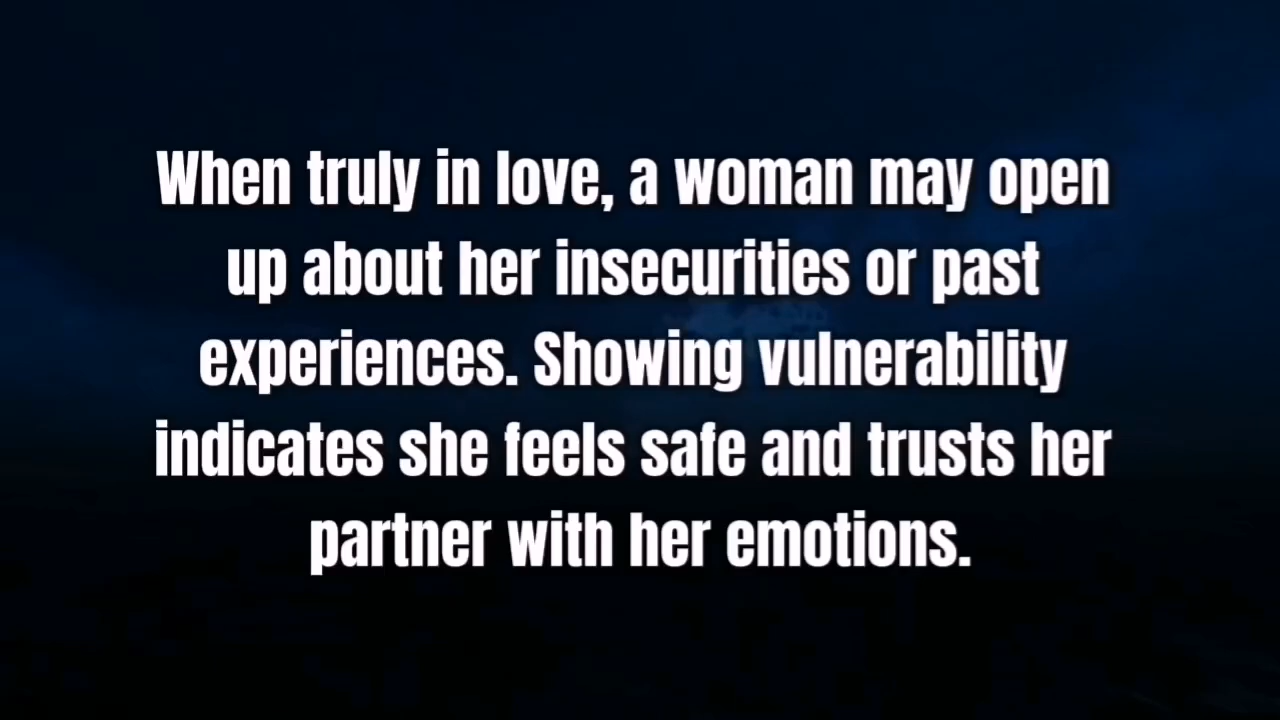 When truly in love, a woman may open
up about her insecurities or past
experiences. Showing vulnerability
indicates she feels safe and trusts her
partner with her emotions.